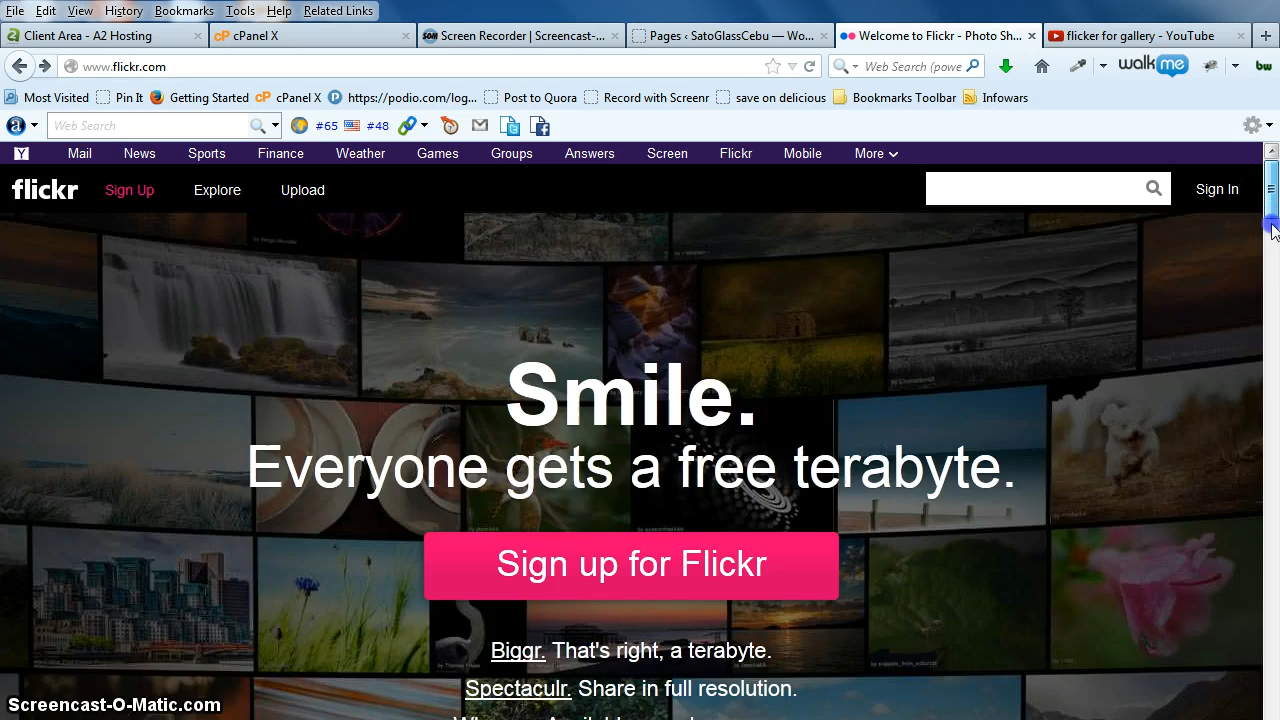 File Edit View History Bookmarks Tools Help Related Links
Client Area - A2 Hosting × cP cPanel X × SOM Screen Recorder | Screencast-... × Pages ‹ SatoGlassCebu — Wo... × Welcome to Flickr - Photo Sh... × flicker for gallery - YouTube × +
www.flickr.com Web Search (powe walkme bw
Most Visited Pin It Getting Started cP cPanel X P https://podio.com/log... Post to Quora Record with Screenr save on delicious Bookmarks Toolbar Infowars
a Web Search #65 #48
Y Mail News Sports Finance Weather Games Groups Answers Screen Flickr Mobile More
flickr Sign Up Explore Upload Sign In
Smile.
Everyone gets a free terabyte.
Sign up for Flickr
Biggr. That's right, a terabyte.
Spectaculr. Share in full resolution.
Screencast-O-Matic.com